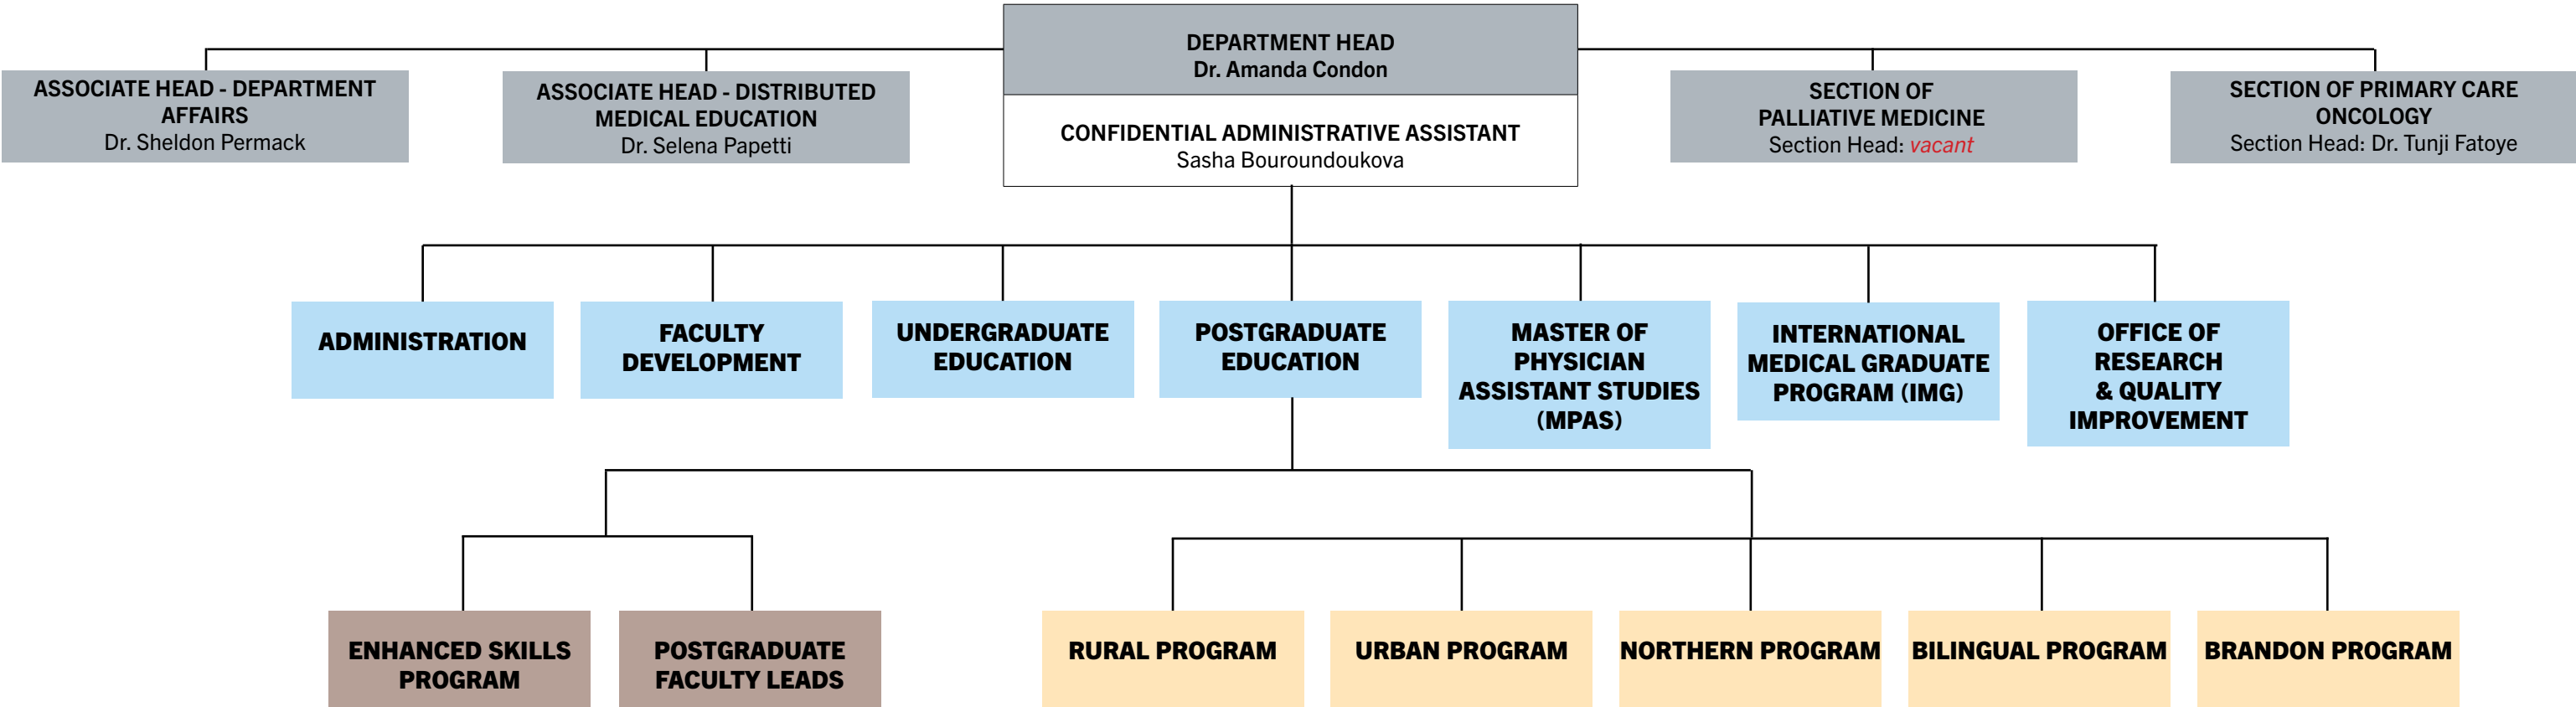 DEPARTMENT HEAD
Dr. Amanda Condon
CONFIDENTIAL ADMINISTRATIVE ASSISTANT
Sasha Bouroundoukova
ASSOCIATE HEAD - DEPARTMENT
AFFAIRS
Dr. Sheldon Permack
ASSOCIATE HEAD - DISTRIBUTED
MEDICAL EDUCATION
Dr. Selena Papetti
SECTION OF
PALLIATIVE MEDICINE
Section Head: vacant
SECTION OF PRIMARY CARE
ONCOLOGY
Section Head: Dr. Tunji Fatoye
ADMINISTRATION
FACULTY
DEVELOPMENT
UNDERGRADUATE
EDUCATION
POSTGRADUATE
EDUCATION
MASTER OF
PHYSICIAN
ASSISTANT STUDIES
(MPAS)
INTERNATIONAL
MEDICAL GRADUATE
PROGRAM (IMG)
OFFICE OF
RESEARCH
& QUALITY
IMPROVEMENT
ENHANCED SKILLS
PROGRAM
POSTGRADUATE
FACULTY LEADS
RURAL PROGRAM
URBAN PROGRAM
NORTHERN PROGRAM
BILINGUAL PROGRAM
BRANDON PROGRAM